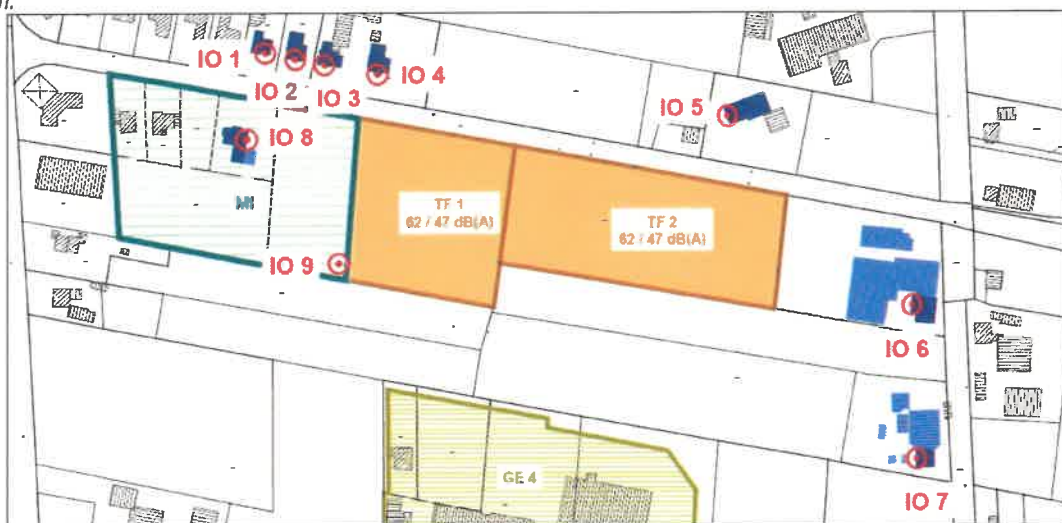 IO 1
IO 2
IO 3
IO 4
IO 5
IO 8
MI
TF 1
62 / 47 dB(A)
TF 2
62 / 47 dB(A)
IO 9
IO 6
GE 4
IO 7